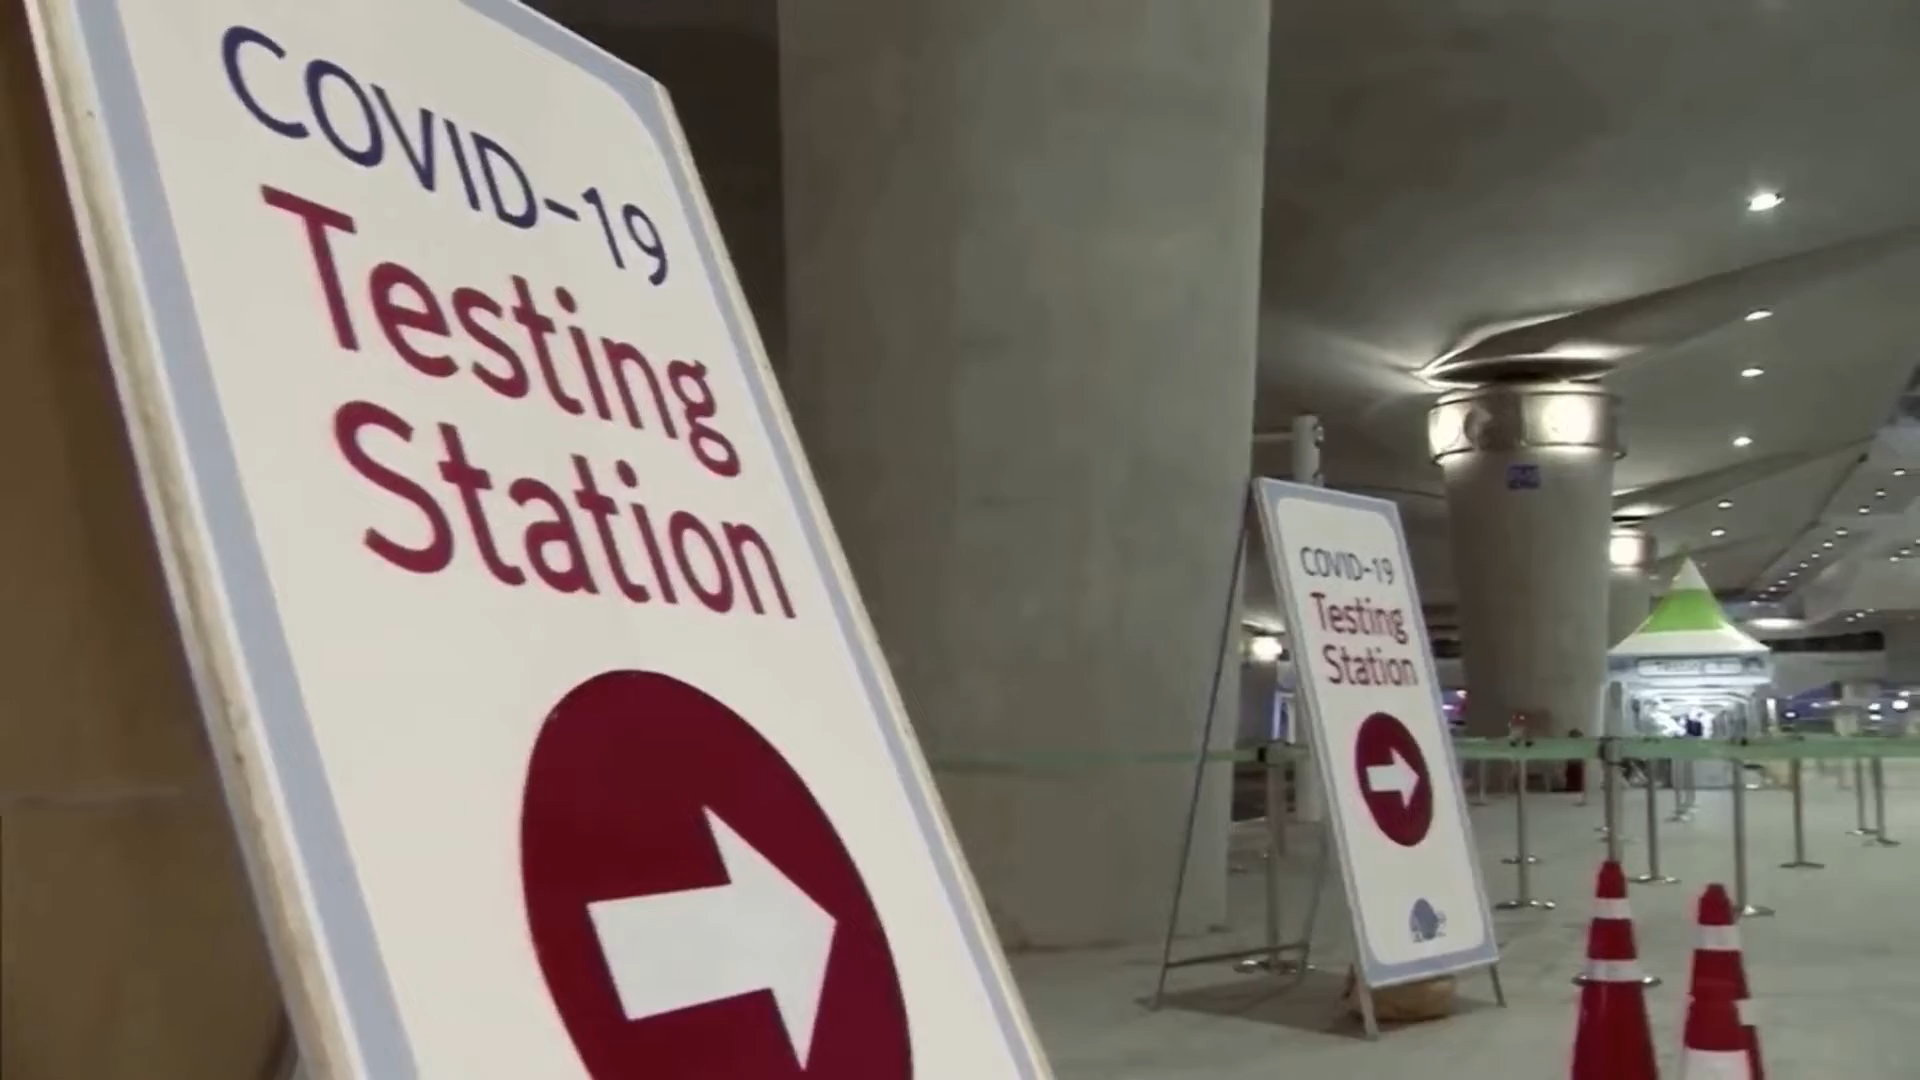 COVID-19
Testing
Station
COVID-19
Testing
Station